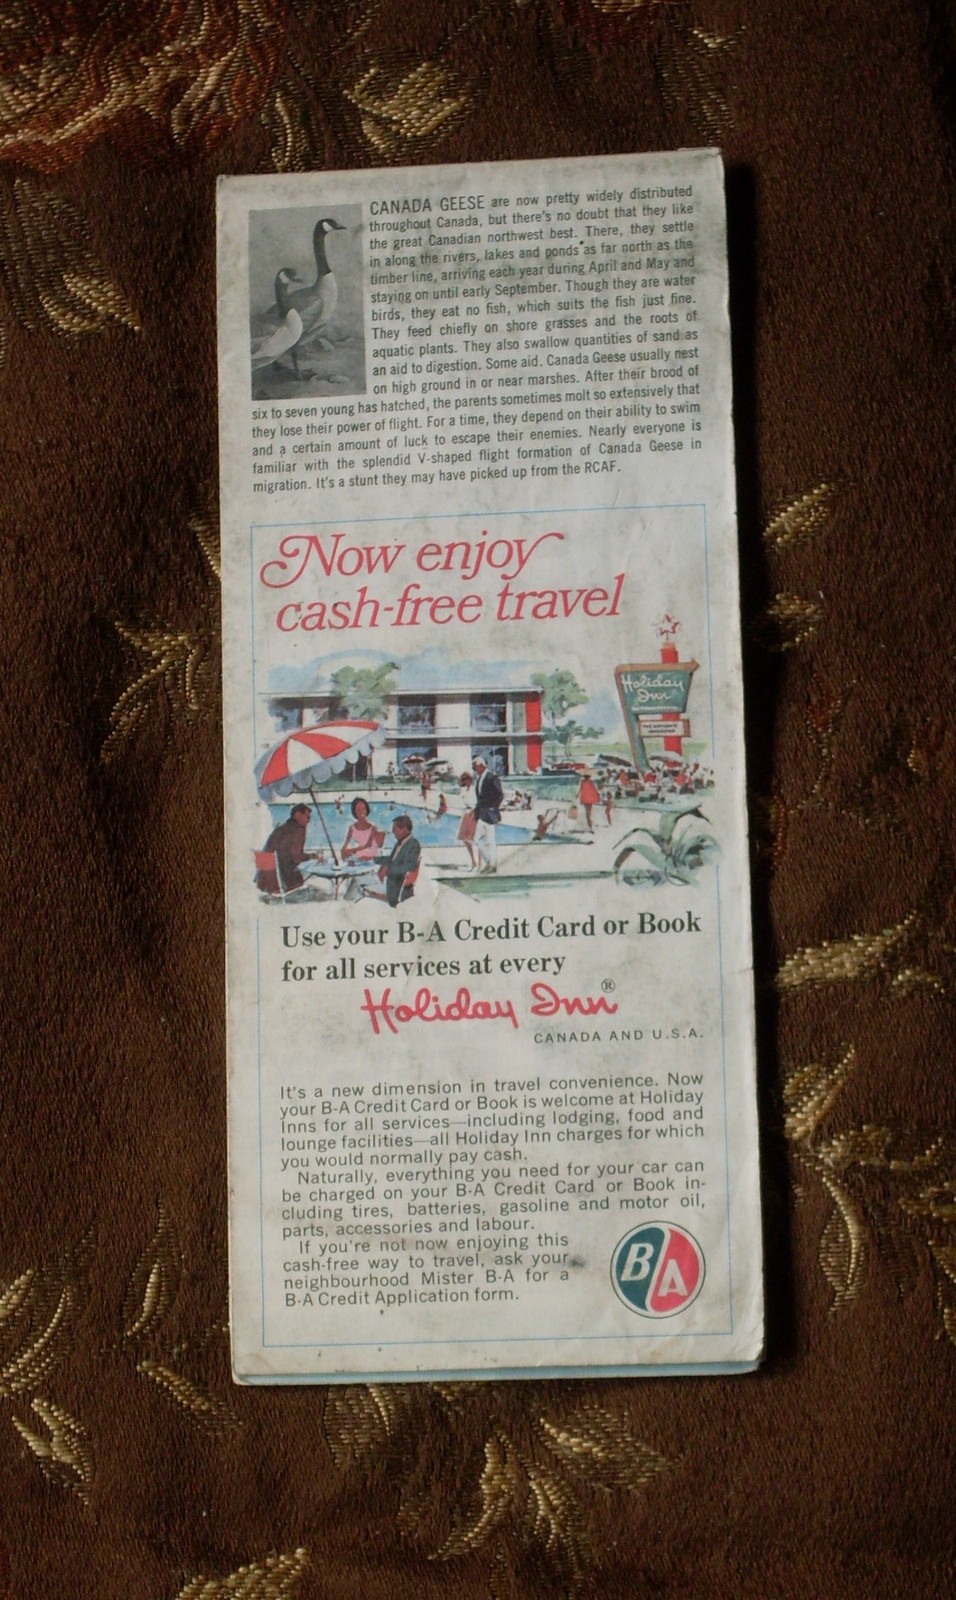 CANADA GEESE are now pretty widely distributed
throughout Canada, but there's no doubt that they like
the great Canadian northwest best. There, they settle
in along the rivers, lakes and ponds as far north as the
timber line, arriving each year during April and May and
staying on until early September. Though they are water
birds, they eat no fish, which suits the fish just fine.
They feed chiefly on shore grasses and the roots of
aquatic plants. They also swallow quantities of sand as
an aid to digestion. Some aid. Canada Geese usually nest
on high ground in or near marshes. After their brood of
six to seven young has hatched, the parents sometimes molt so extensively that
they lose their power of flight. For a time, they depend on their ability to swim
and a certain amount of luck to escape their enemies. Nearly everyone is
familiar with the splendid V-shaped flight formation of Canada Geese in
migration. It's a stunt they may have picked up from the RCAF.
Now enjoy
cash-free travel
Holiday
Inn
Use your B-A Credit Card or Book
for all services at every
Holiday Inn®
CANADA AND U.S.A.
It's a new dimension in travel convenience. Now
your B-A Credit Card or Book is welcome at Holiday
Inns for all services—including lodging, food and
lounge facilities—all Holiday Inn charges for which
you would normally pay cash.
Naturally, everything you need for your car can
be charged on your B-A Credit Card or Book in-
cluding tires, batteries, gasoline and motor oil,
parts, accessories and labour.
If you're not now enjoying this
cash-free way to travel, ask your
neighbourhood Mister B-A for a
B-A Credit Application form.
B/A